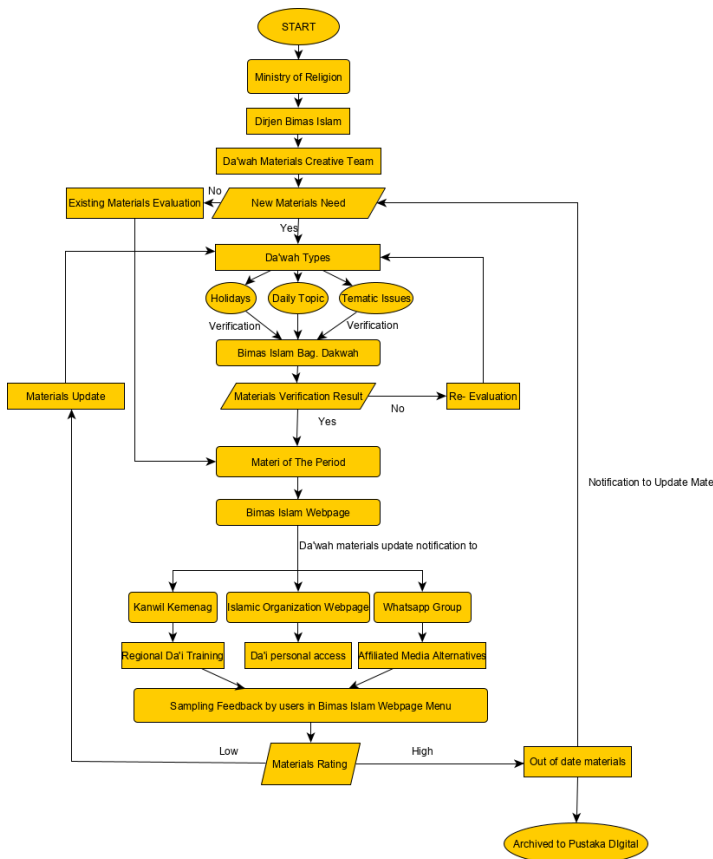 START
Ministry of Religion
Dirjen Bimas Islam
Da'wah Materials Creative Team
No
Existing Materials Evaluation
New Materials Need
Yes
Da'wah Types
Holidays
Daily Topic
Tematic Issues
Verification
Verification
Bimas Islam Bag. Dakwah
Materials Update
Materials Verification Result
No
Re- Evaluation
Yes
Materi of The Period
Notification to Update Mate
Bimas Islam Webpage
Da'wah materials update notification to
Kanwil Kemenag
Islamic Organization Webpage
Whatsapp Group
Regional Da'i Training
Da'i personal access
Affiliated Media Alternatives
Sampling Feedback by users in Bimas Islam Webpage Menu
Low
High
Materials Rating
Out of date materials
Archived to Pustaka DIgital